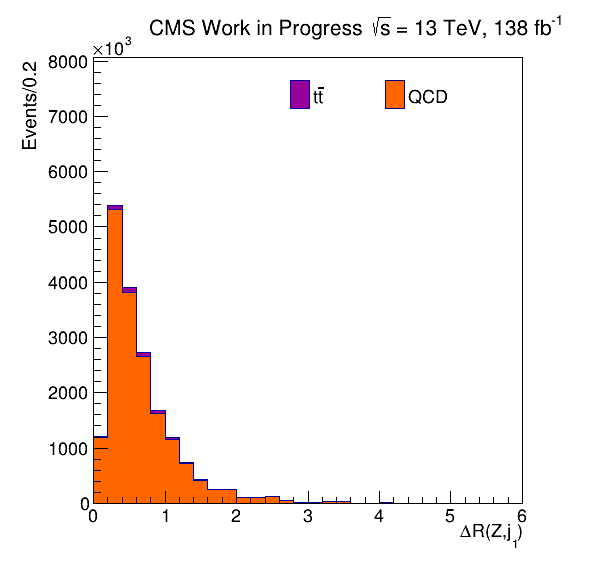 CMS Work in Progress √s = 13 TeV, 138 fb⁻¹
×10³
Events/0.2
8000
7000
6000
5000
4000
3000
2000
1000
0
tt̄
QCD
0 1 2 3 4 5 6
ΔR(Z,j₁)